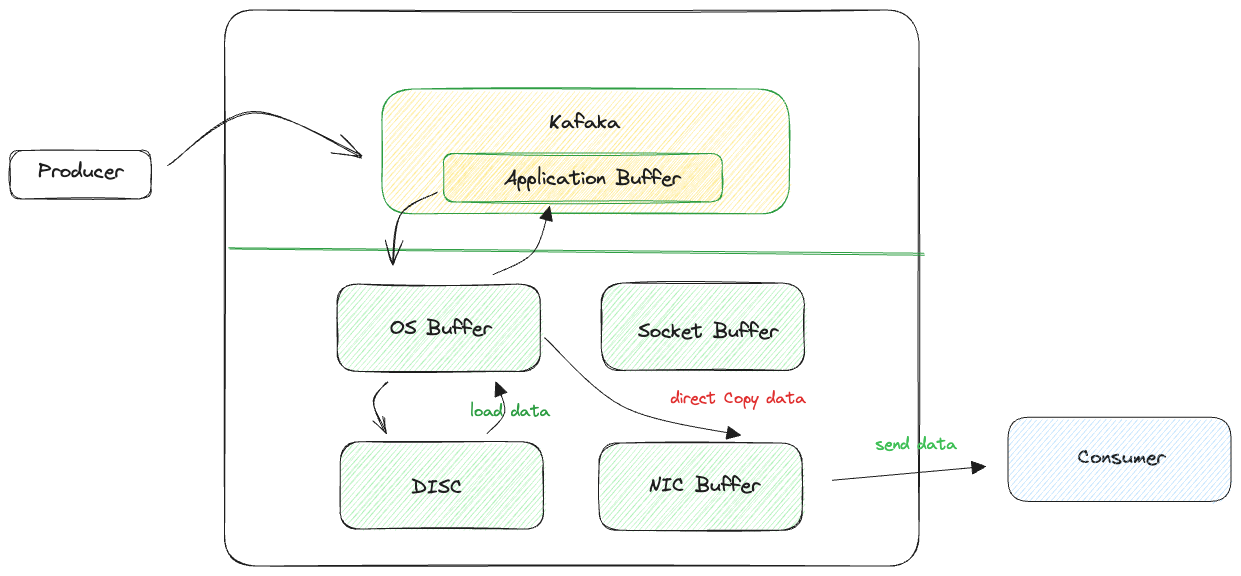 Kafaka
Producer
Application Buffer
OS Buffer
Socket Buffer
direct Copy data
load data
send data
Consumer
DISC
NIC Buffer